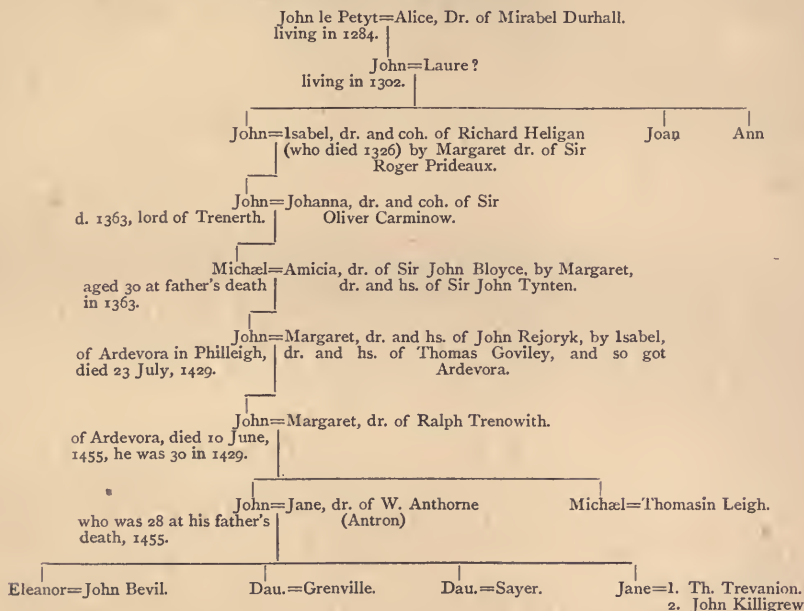 John le Petyt=Alice, Dr. of Mirabel Durhall.
living in 1284.
John=Laure?
living in 1302.
John=Isabel, dr. and coh. of Richard Heligan
(who died 1326) by Margaret dr. of Sir
Roger Prideaux.
Joan
Ann
John=Johanna, dr. and coh. of Sir
d. 1363, lord of Trenerth.
Oliver Carminow.
Michæl=Amicia, dr. of Sir John Bloyce, by Margaret,
aged 30 at father's death
dr. and hs. of Sir John Tynten.
in 1363.
John=Margaret, dr. and hs. of John Rejoryk, by Isabel,
of Ardevora in Philleigh,
dr. and hs. of Thomas Goviley, and so got
died 23 July, 1429.
Ardevora.
John=Margaret, dr. of Ralph Trenowith.
of Ardevora, died 10 June,
1455, he was 30 in 1429.
John=Jane, dr. of W. Anthorne
Michæl=Thomasin Leigh.
who was 28 at his father's
(Antron)
death, 1455.
Eleanor=John Bevil.
Dau.=Grenville.
Dau.=Sayer.
Jane=1. Th. Trevanion.
2. John Killigrew